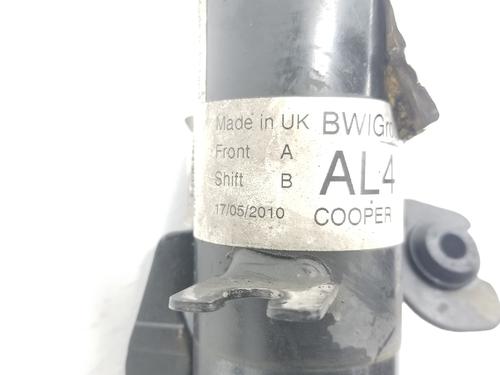 Made in UK
Front A
Shift B
17/05/2010
BWIGro
AL4
COOPER